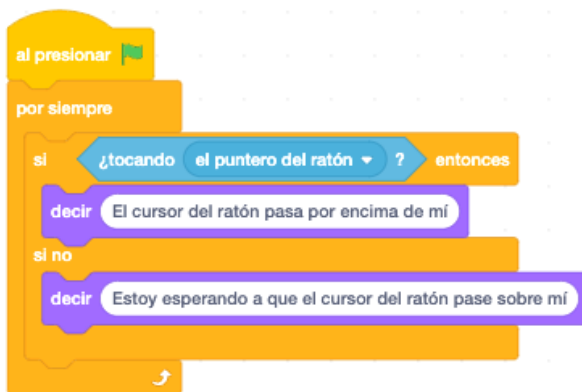 al presionar
por siempre
si ¿tocando el puntero del ratón ? entonces
decir El cursor del ratón pasa por encima de mí
si no
decir Estoy esperando a que el cursor del ratón pase sobre mí